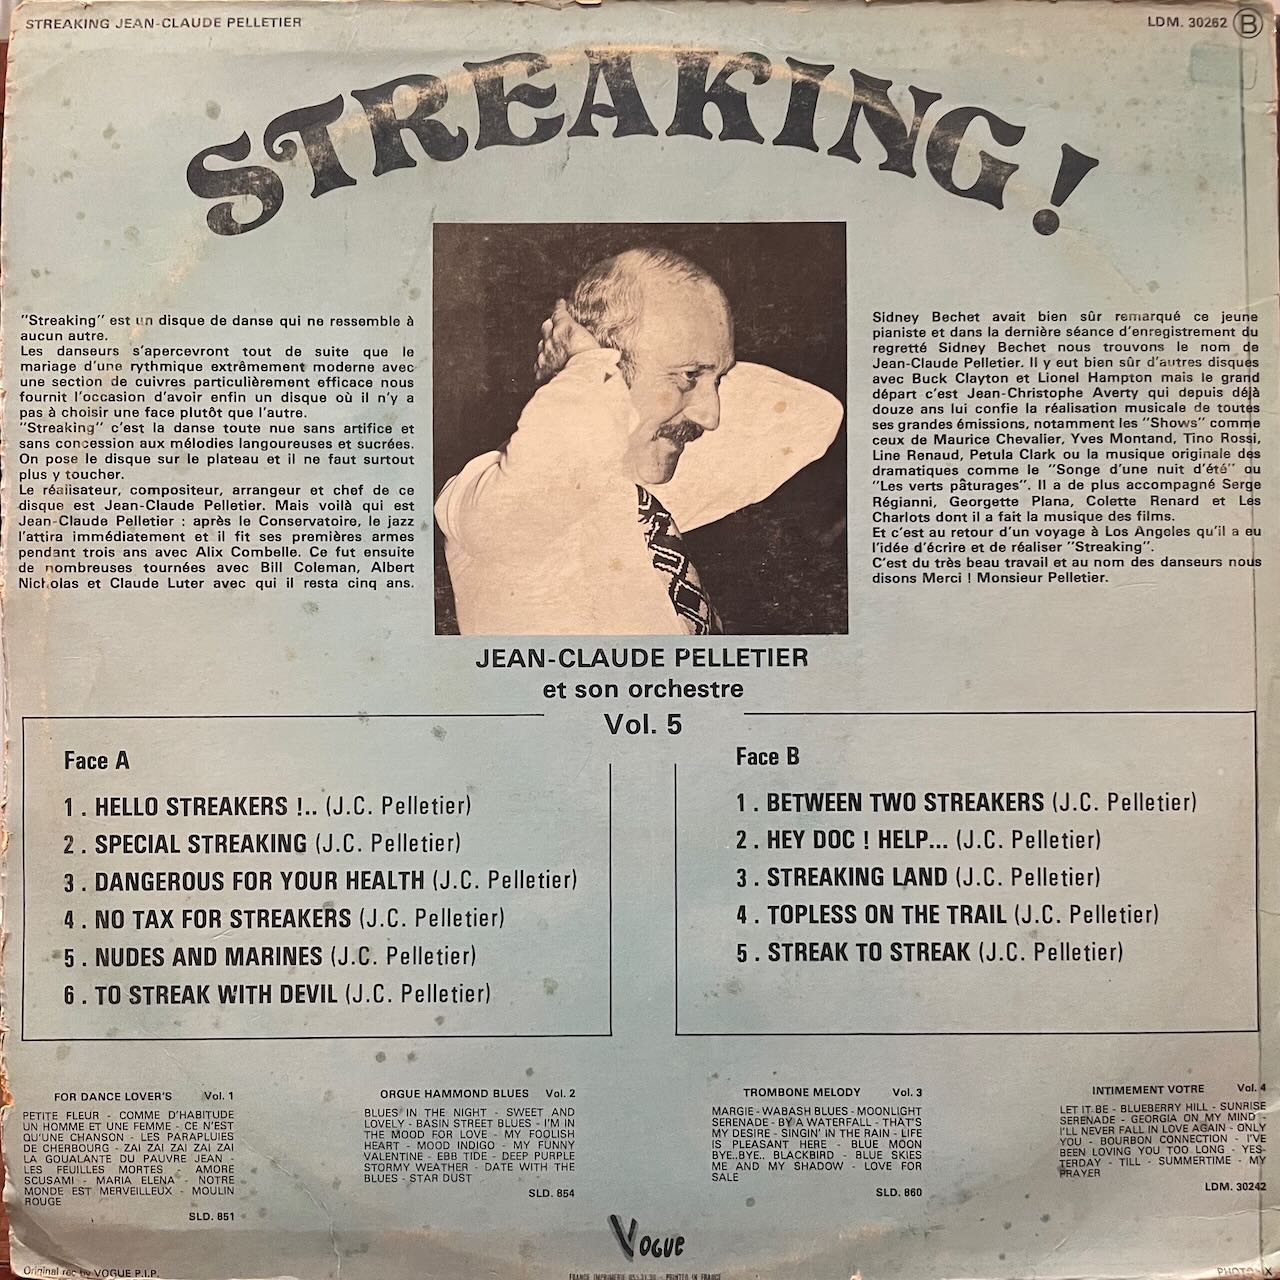 STREAKING JEAN-CLAUDE PELLETIER
LDM. 30262 B
STREAKING !
"Streaking" est un disque de danse qui ne ressemble à
aucun autre.
Les danseurs s'apercevront tout de suite que le
mariage d'une rythmique extrêmement moderne avec
une section de cuivres particulièrement efficace nous
fournit l'occasion d'avoir enfin un disque où il n'y a
pas à choisir une face plutôt que l'autre.
"Streaking" c'est la danse toute nue sans artifice et
sans concession aux mélodies langoureuses et sucrées.
On pose le disque sur le plateau et il ne faut surtout
plus y toucher.
Le réalisateur, compositeur, arrangeur et chef de ce
disque est Jean-Claude Pelletier. Mais voilà qui est
Jean-Claude Pelletier : après le Conservatoire, le jazz
l'attira immédiatement et il fit ses premières armes
pendant trois ans avec Alix Combelle. Ce fut ensuite
de nombreuses tournées avec Bill Coleman, Albert
Nicholas et Claude Luter avec qui il resta cinq ans.
Sidney Bechet avait bien sûr remarqué ce jeune
pianiste et dans la dernière séance d'enregistrement du
regretté Sidney Bechet nous trouvons le nom de
Jean-Claude Pelletier. Il y eut bien sûr d'autres disques
avec Buck Clayton et Lionel Hampton mais le grand
départ c'est Jean-Christophe Averty qui depuis déjà
douze ans lui confie la réalisation musicale de toutes
ses grandes émissions, notamment les "Shows" comme
ceux de Maurice Chevalier, Yves Montand, Tino Rossi,
Line Renaud, Petula Clark ou la musique originale des
dramatiques comme le "Songe d'une nuit d'été" ou
"Les verts pâturages". Il a de plus accompagné Serge
Régianni, Georgette Plana, Colette Renard et Les
Charlots dont il a fait la musique des films.
Et c'est au retour d'un voyage à Los Angeles qu'il a eu
l'idée d'écrire et de réaliser "Streaking".
C'est du très beau travail et au nom des danseurs nous
disons Merci ! Monsieur Pelletier.
JEAN-CLAUDE PELLETIER
et son orchestre
Vol. 5
Face A
1 . HELLO STREAKERS !.. (J.C. Pelletier)
2 . SPECIAL STREAKING (J.C. Pelletier)
3 . DANGEROUS FOR YOUR HEALTH (J.C. Pelletier)
4 . NO TAX FOR STREAKERS (J.C. Pelletier)
5 . NUDES AND MARINES (J.C. Pelletier)
6 . TO STREAK WITH DEVIL (J.C. Pelletier)
Face B
1 . BETWEEN TWO STREAKERS (J.C. Pelletier)
2 . HEY DOC ! HELP... (J.C. Pelletier)
3 . STREAKING LAND (J.C. Pelletier)
4 . TOPLESS ON THE TRAIL (J.C. Pelletier)
5 . STREAK TO STREAK (J.C. Pelletier)
FOR DANCE LOVER'S Vol. 1
PETITE FLEUR - COMME D'HABITUDE
UN HOMME ET UNE FEMME - CE N'EST
QU'UNE CHANSON - LES PARAPLUIES
DE CHERBOURG - ZAI ZAI ZAI ZAI ZAI
LA GOUALANTE DU PAUVRE JEAN -
LES FEUILLES MORTES - AMORE
SCUSAMI - MARIA ELENA - NOTRE
MONDE EST MERVEILLEUX - MOULIN
ROUGE
SLD. 851
ORGUE HAMMOND BLUES Vol. 2
BLUES IN THE NIGHT - SWEET AND
LOVELY - BASIN STREET BLUES - I'M IN
THE MOOD FOR LOVE - MY FOOLISH
HEART - MOOD INDIGO - MY FUNNY
VALENTINE - EBB TIDE - DEEP PURPLE
STORMY WEATHER - DATE WITH THE
BLUES - STAR DUST
SLD. 854
TROMBONE MELODY Vol. 3
MARGIE - WABASH BLUES - MOONLIGHT
SERENADE - BY A WATERFALL - THAT'S
MY DESIRE - SINGIN' IN THE RAIN - LIFE
IS PLEASANT HERE - BLUE MOON
BYE..BYE.. BLACKBIRD - BLUE SKIES
ME AND MY SHADOW - LOVE FOR
SALE
SLD. 860
INTIMEMENT VOTRE Vol. 4
LET IT BE - BLUEBERRY HILL - SUNRISE
SERENADE - GEORGIA ON MY MIND -
I'LL NEVER FALL IN LOVE AGAIN - ONLY
YOU - BOURBON CONNECTION - I'VE
BEEN LOVING YOU TOO LONG - YES-
TERDAY - TILL - SUMMERTIME - MY
PRAYER
LDM. 30242
VOGUE
Original rec by VOGUE P.I.P.
FRANCE IMPRIMERIE - PRINTED IN FRANCE
PHOTO X